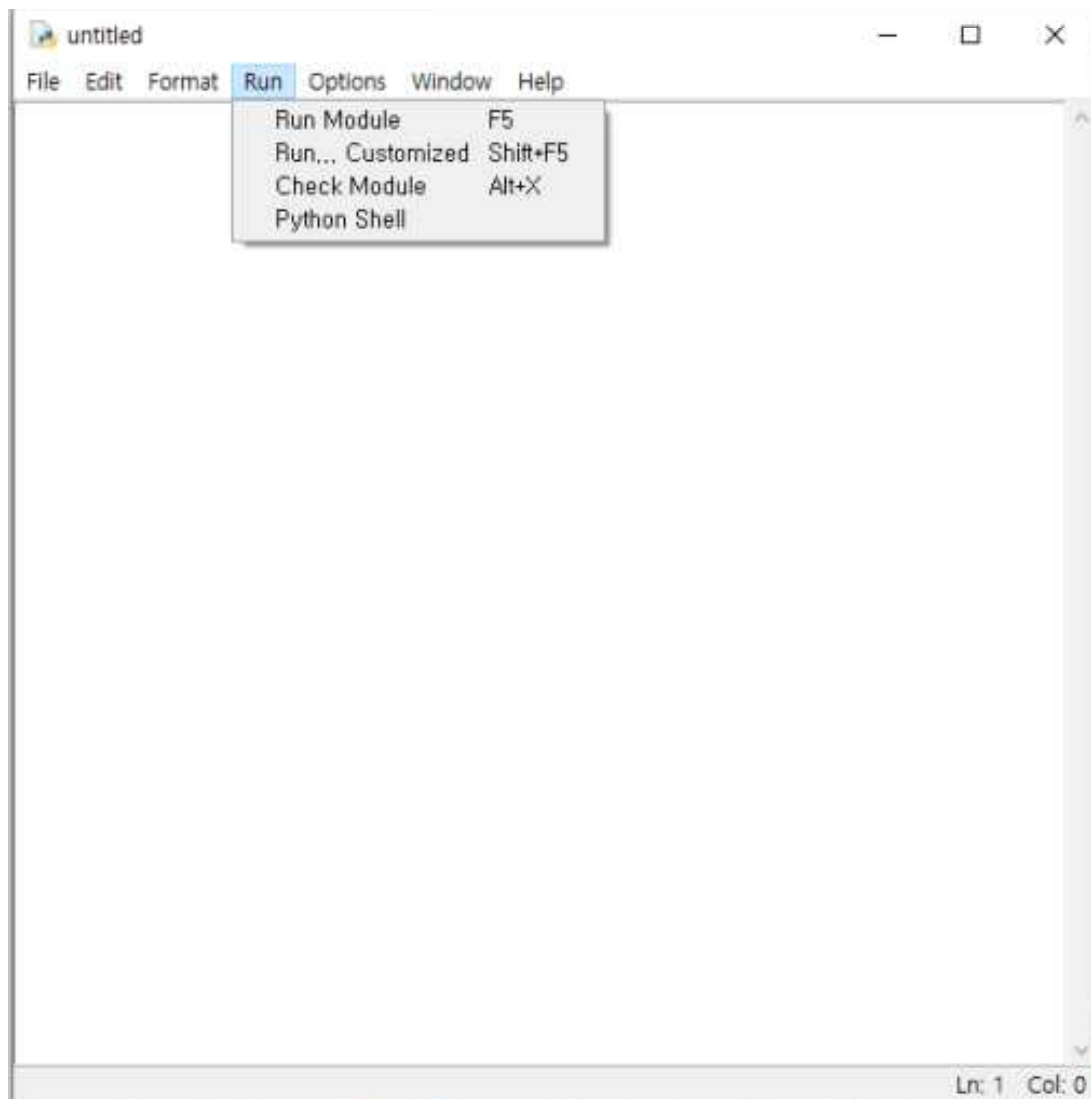 untitled
File Edit Format Run Options Window Help
Run Module F5
Run... Customized Shift+F5
Check Module Alt+X
Python Shell
Ln: 1 Col: 0